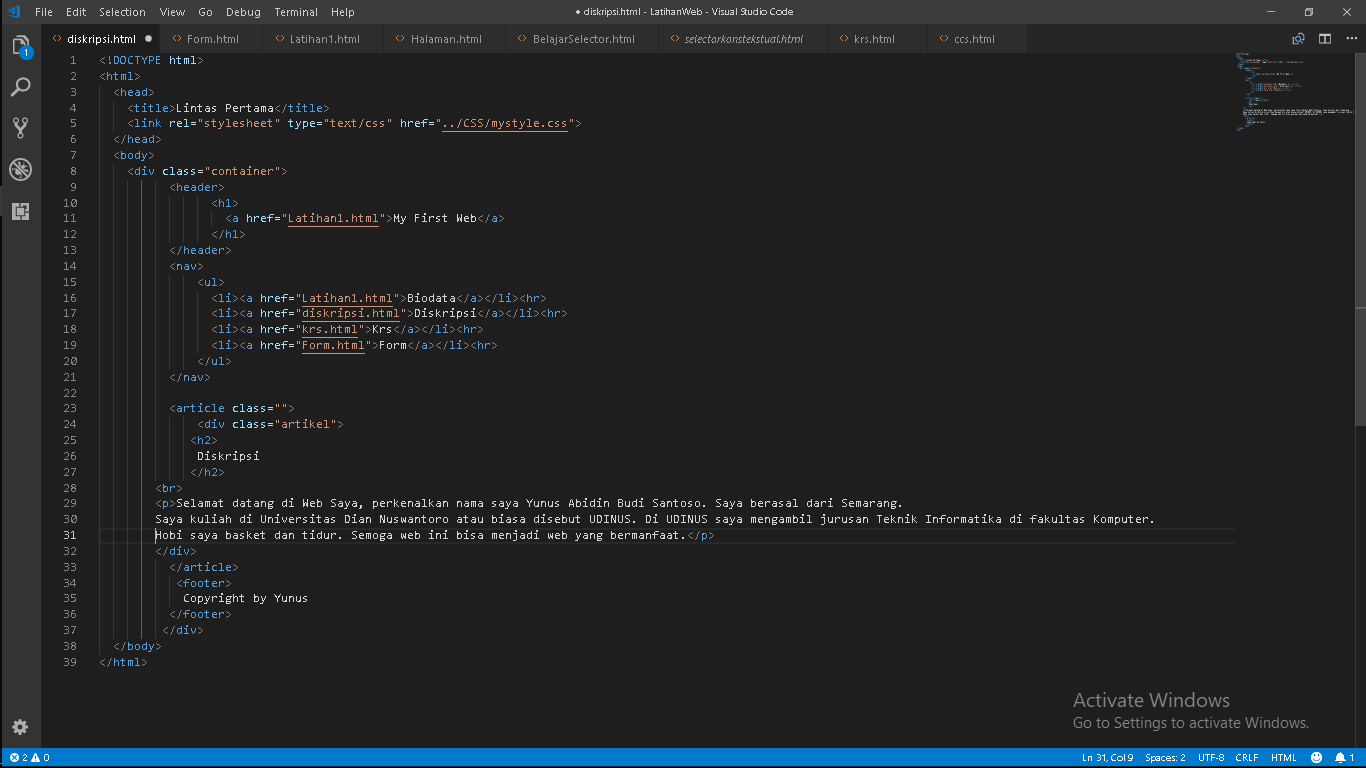 File Edit Selection View Go Debug Terminal Help
● diskripsi.html - LatihanWeb - Visual Studio Code
diskripsi.html ● Form.html Latihan1.html Halaman.html BelajarSelector.html selectorkonstekstual.html krs.html ccs.html
1
1 <!DOCTYPE html>
2 <html>
3 <head>
4 <title>Lintas Pertama</title>
5 <link rel="stylesheet" type="text/css" href="../CSS/mystyle.css">
6 </head>
7 <body>
8 <div class="container">
9 <header>
10 <h1>
11 <a href="Latihan1.html">My First Web</a>
12 </h1>
13 </header>
14 <nav>
15 <ul>
16 <li><a href="Latihan1.html">Biodata</a></li><hr>
17 <li><a href="diskripsi.html">Diskripsi</a></li><hr>
18 <li><a href="krs.html">Krs</a></li><hr>
19 <li><a href="Form.html">Form</a></li><hr>
20 </ul>
21 </nav>
22
23 <article class="">
24 <div class="artikel">
25 <h2>
26 Diskripsi
27 </h2>
28 <br>
29 <p>Selamat datang di Web Saya, perkenalkan nama saya Yunus Abidin Budi Santoso. Saya berasal dari Semarang.
30 Saya kuliah di Universitas Dian Nuswantoro atau biasa disebut UDINUS. Di UDINUS saya mengambil jurusan Teknik Informatika di fakultas Komputer.
31 Hobi saya basket dan tidur. Semoga web ini bisa menjadi web yang bermanfaat.</p>
32 </div>
33 </article>
34 <footer>
35 Copyright by Yunus
36 </footer>
37 </div>
38 </body>
39 </html>
Activate Windows
Go to Settings to activate Windows.
2 0 Ln 31, Col 9 Spaces: 2 UTF-8 CRLF HTML 1